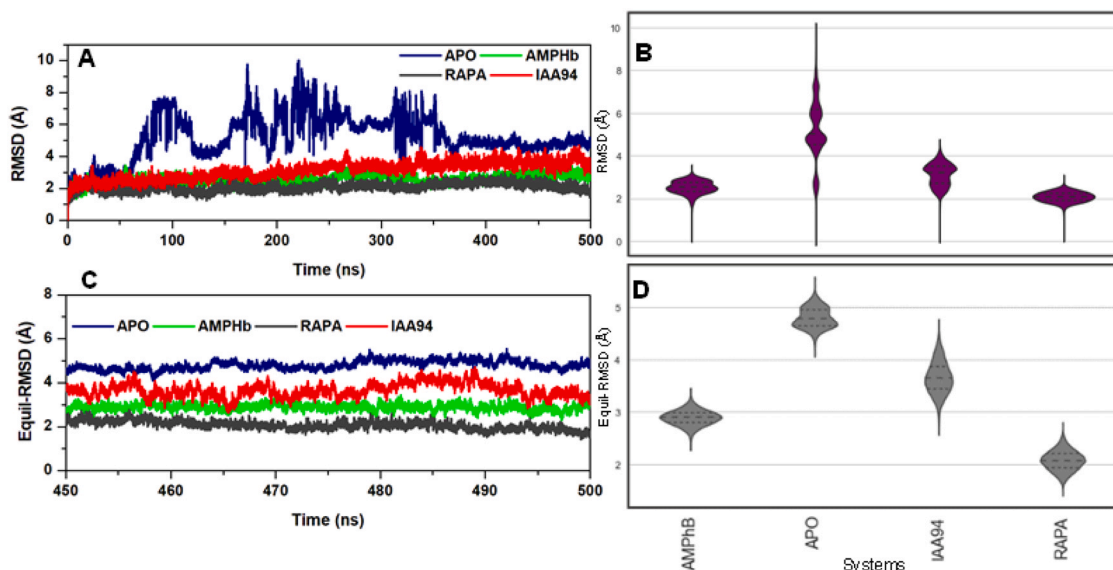 A
APO AMPHb
RAPA IAA94
RMSD (Å)
10
8
6
4
2
0
0 100 200 300 400 500
Time (ns)
B
RMSD (Å)
10
8
6
4
2
0
C
APO AMPHb RAPA IAA94
Equil-RMSD (Å)
8
6
4
2
0
450 460 470 480 490 500
Time (ns)
D
Equil-RMSD (Å)
5
4
3
2
AMPhB APO IAA94 RAPA
Systems